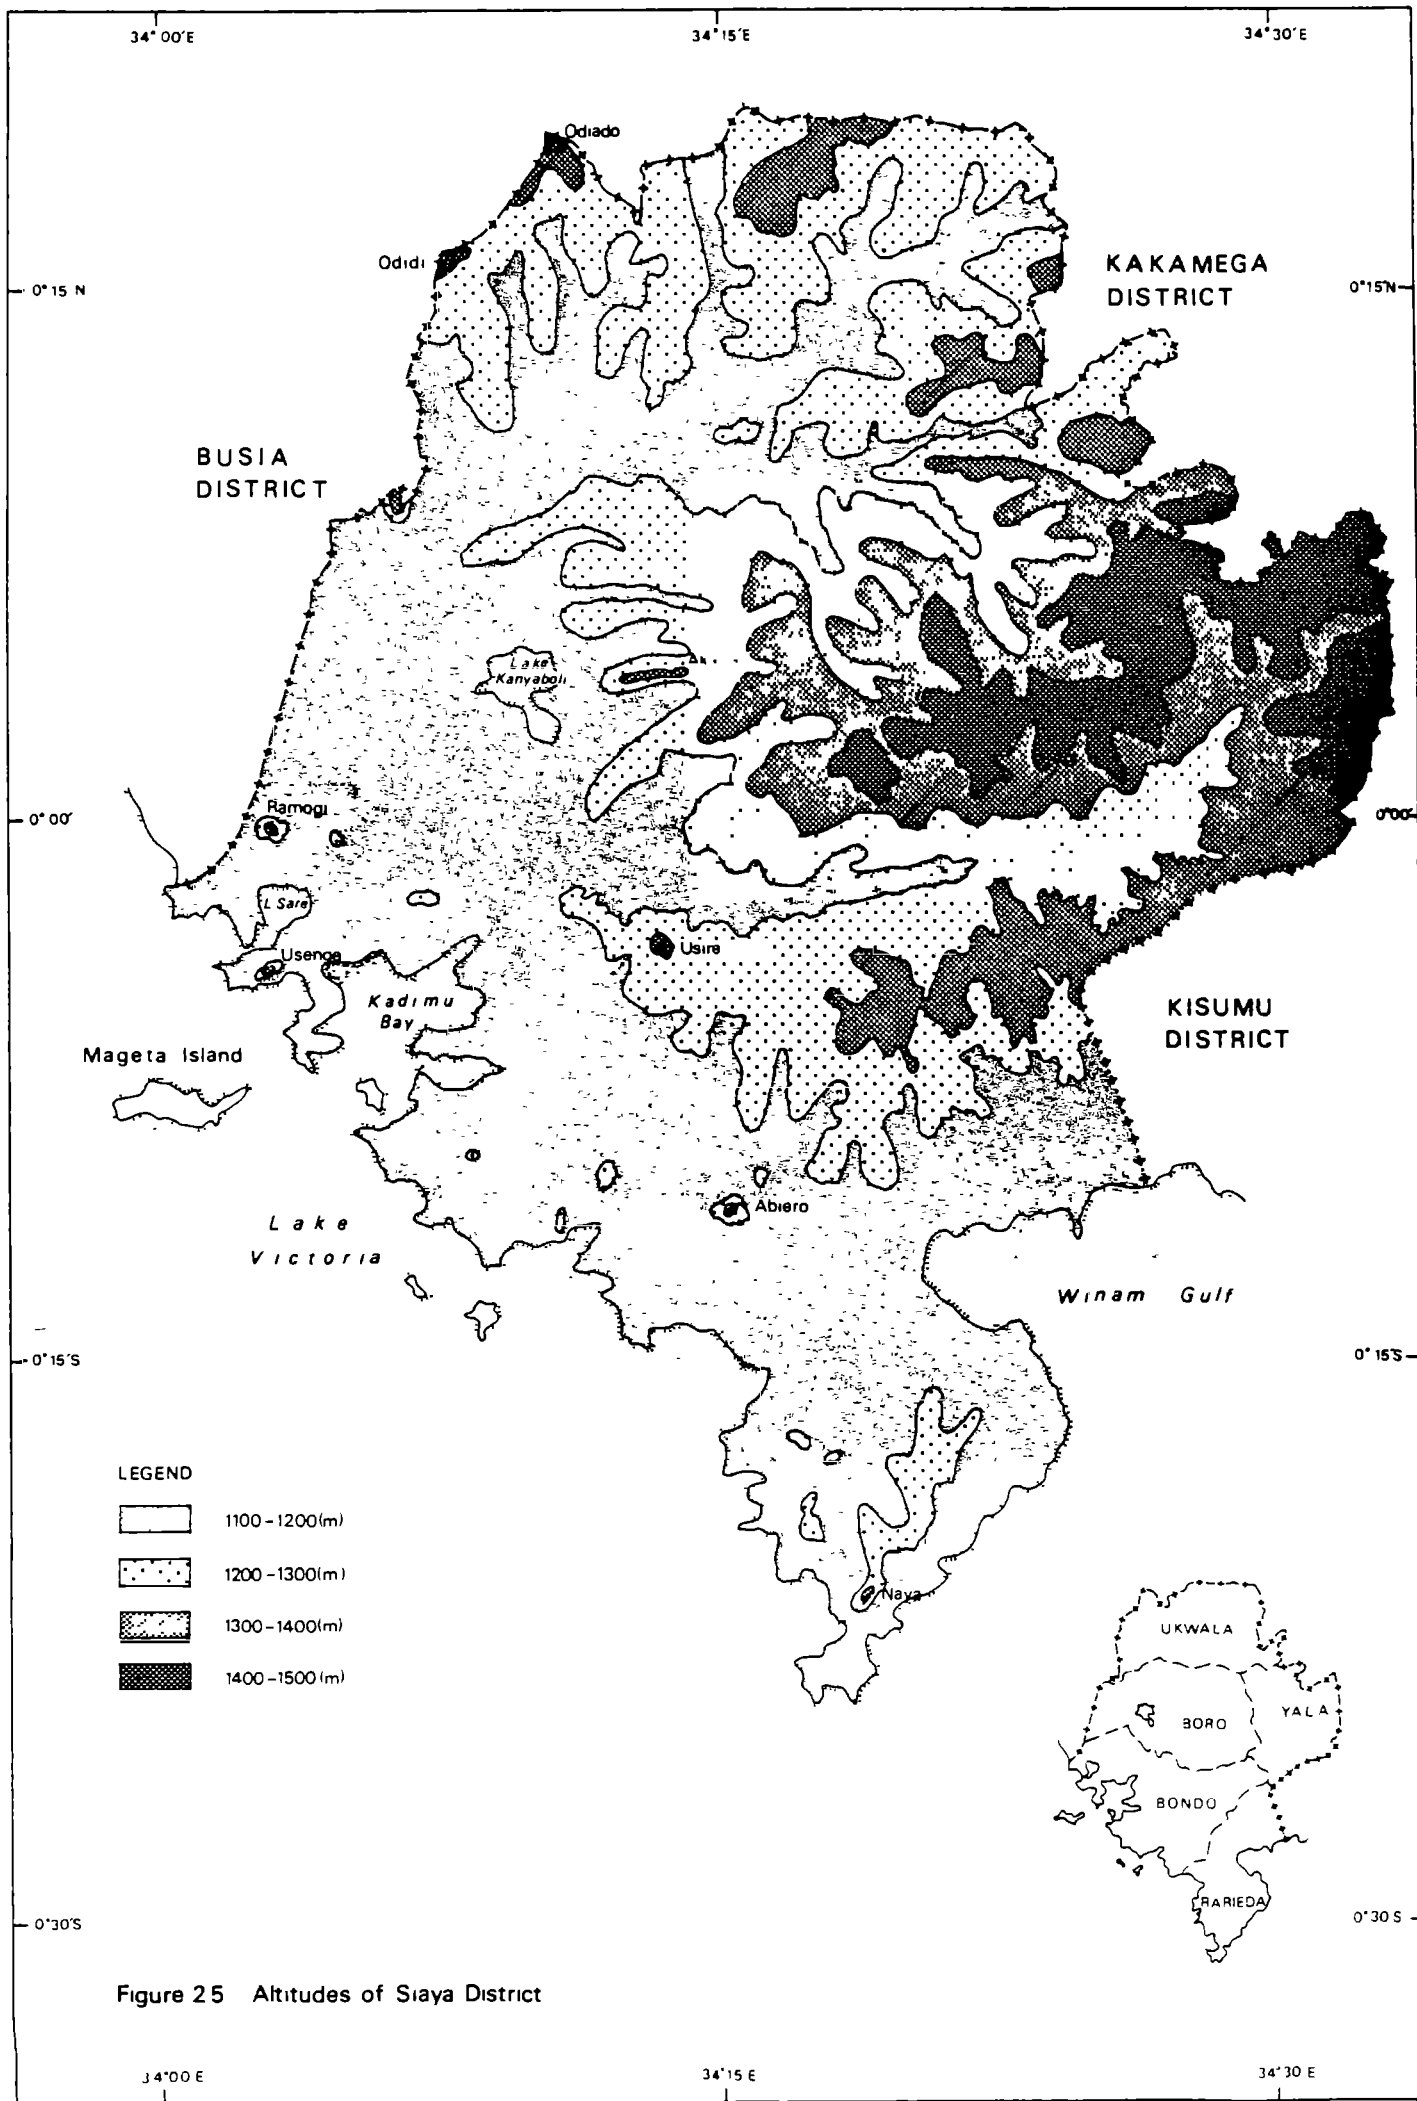 34°00'E
34°15'E
34°30'E
Odiado
Odidi
KAKAMEGA
DISTRICT
0°15 N
0°15'N
BUSIA
DISTRICT
Lake
Kanyaboli
Ramogi
0°00'
0°00'
L Sare
Usenge
Usire
Kadimu
Bay
KISUMU
DISTRICT
Mageta Island
Abiero
Lake
Victoria
Winam Gulf
0°15'S
0°15'S
LEGEND
1100-1200(m)
1200-1300(m)
1300-1400(m)
1400-1500(m)
Naya
UKWALA
YALA
BORO
BONDO
RARIEDA
0°30'S
0°30 S
Figure 2 5 Altitudes of Siaya District
34°00 E
34°15 E
34°30 E